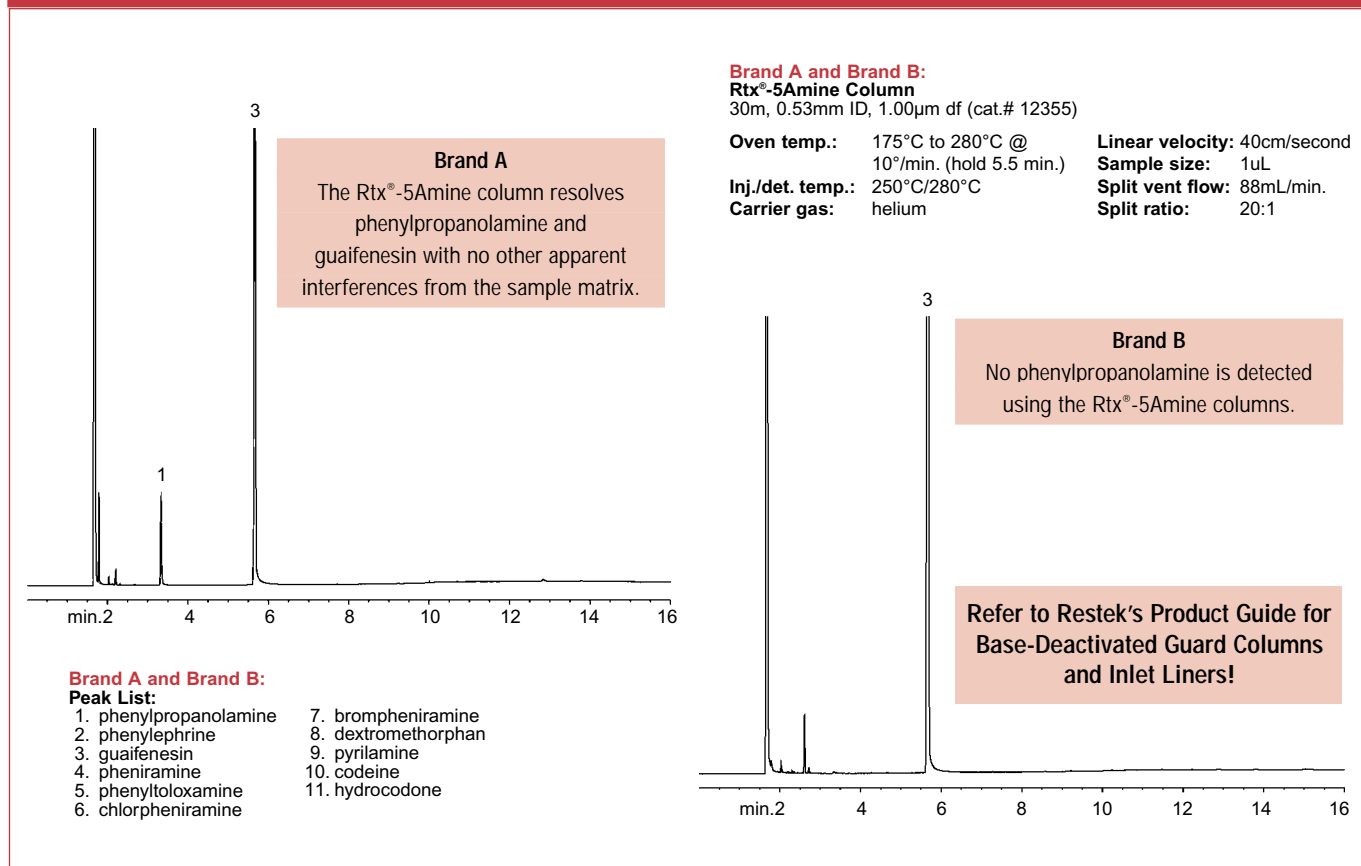 3
Brand A
The Rtx®-5Amine column resolves
phenylpropanolamine and
guaifenesin with no other apparent
interferences from the sample matrix.
1
min.2 4 6 8 10 12 14 16
Brand A and Brand B:
Peak List:
1. phenylpropanolamine
2. phenylephrine
3. guaifenesin
4. pheniramine
5. phenyltoloxamine
6. chlorpheniramine
7. brompheniramine
8. dextromethorphan
9. pyrilamine
10. codeine
11. hydrocodone
Brand A and Brand B:
Rtx®-5Amine Column
30m, 0.53mm ID, 1.00µm df (cat.# 12355)
Oven temp.: 175°C to 280°C @
10°/min. (hold 5.5 min.)
Inj./det. temp.: 250°C/280°C
Carrier gas: helium
Linear velocity: 40cm/second
Sample size: 1uL
Split vent flow: 88mL/min.
Split ratio: 20:1
3
Brand B
No phenylpropanolamine is detected
using the Rtx®-5Amine columns.
Refer to Restek's Product Guide for
Base-Deactivated Guard Columns
and Inlet Liners!
min.2 4 6 8 10 12 14 16